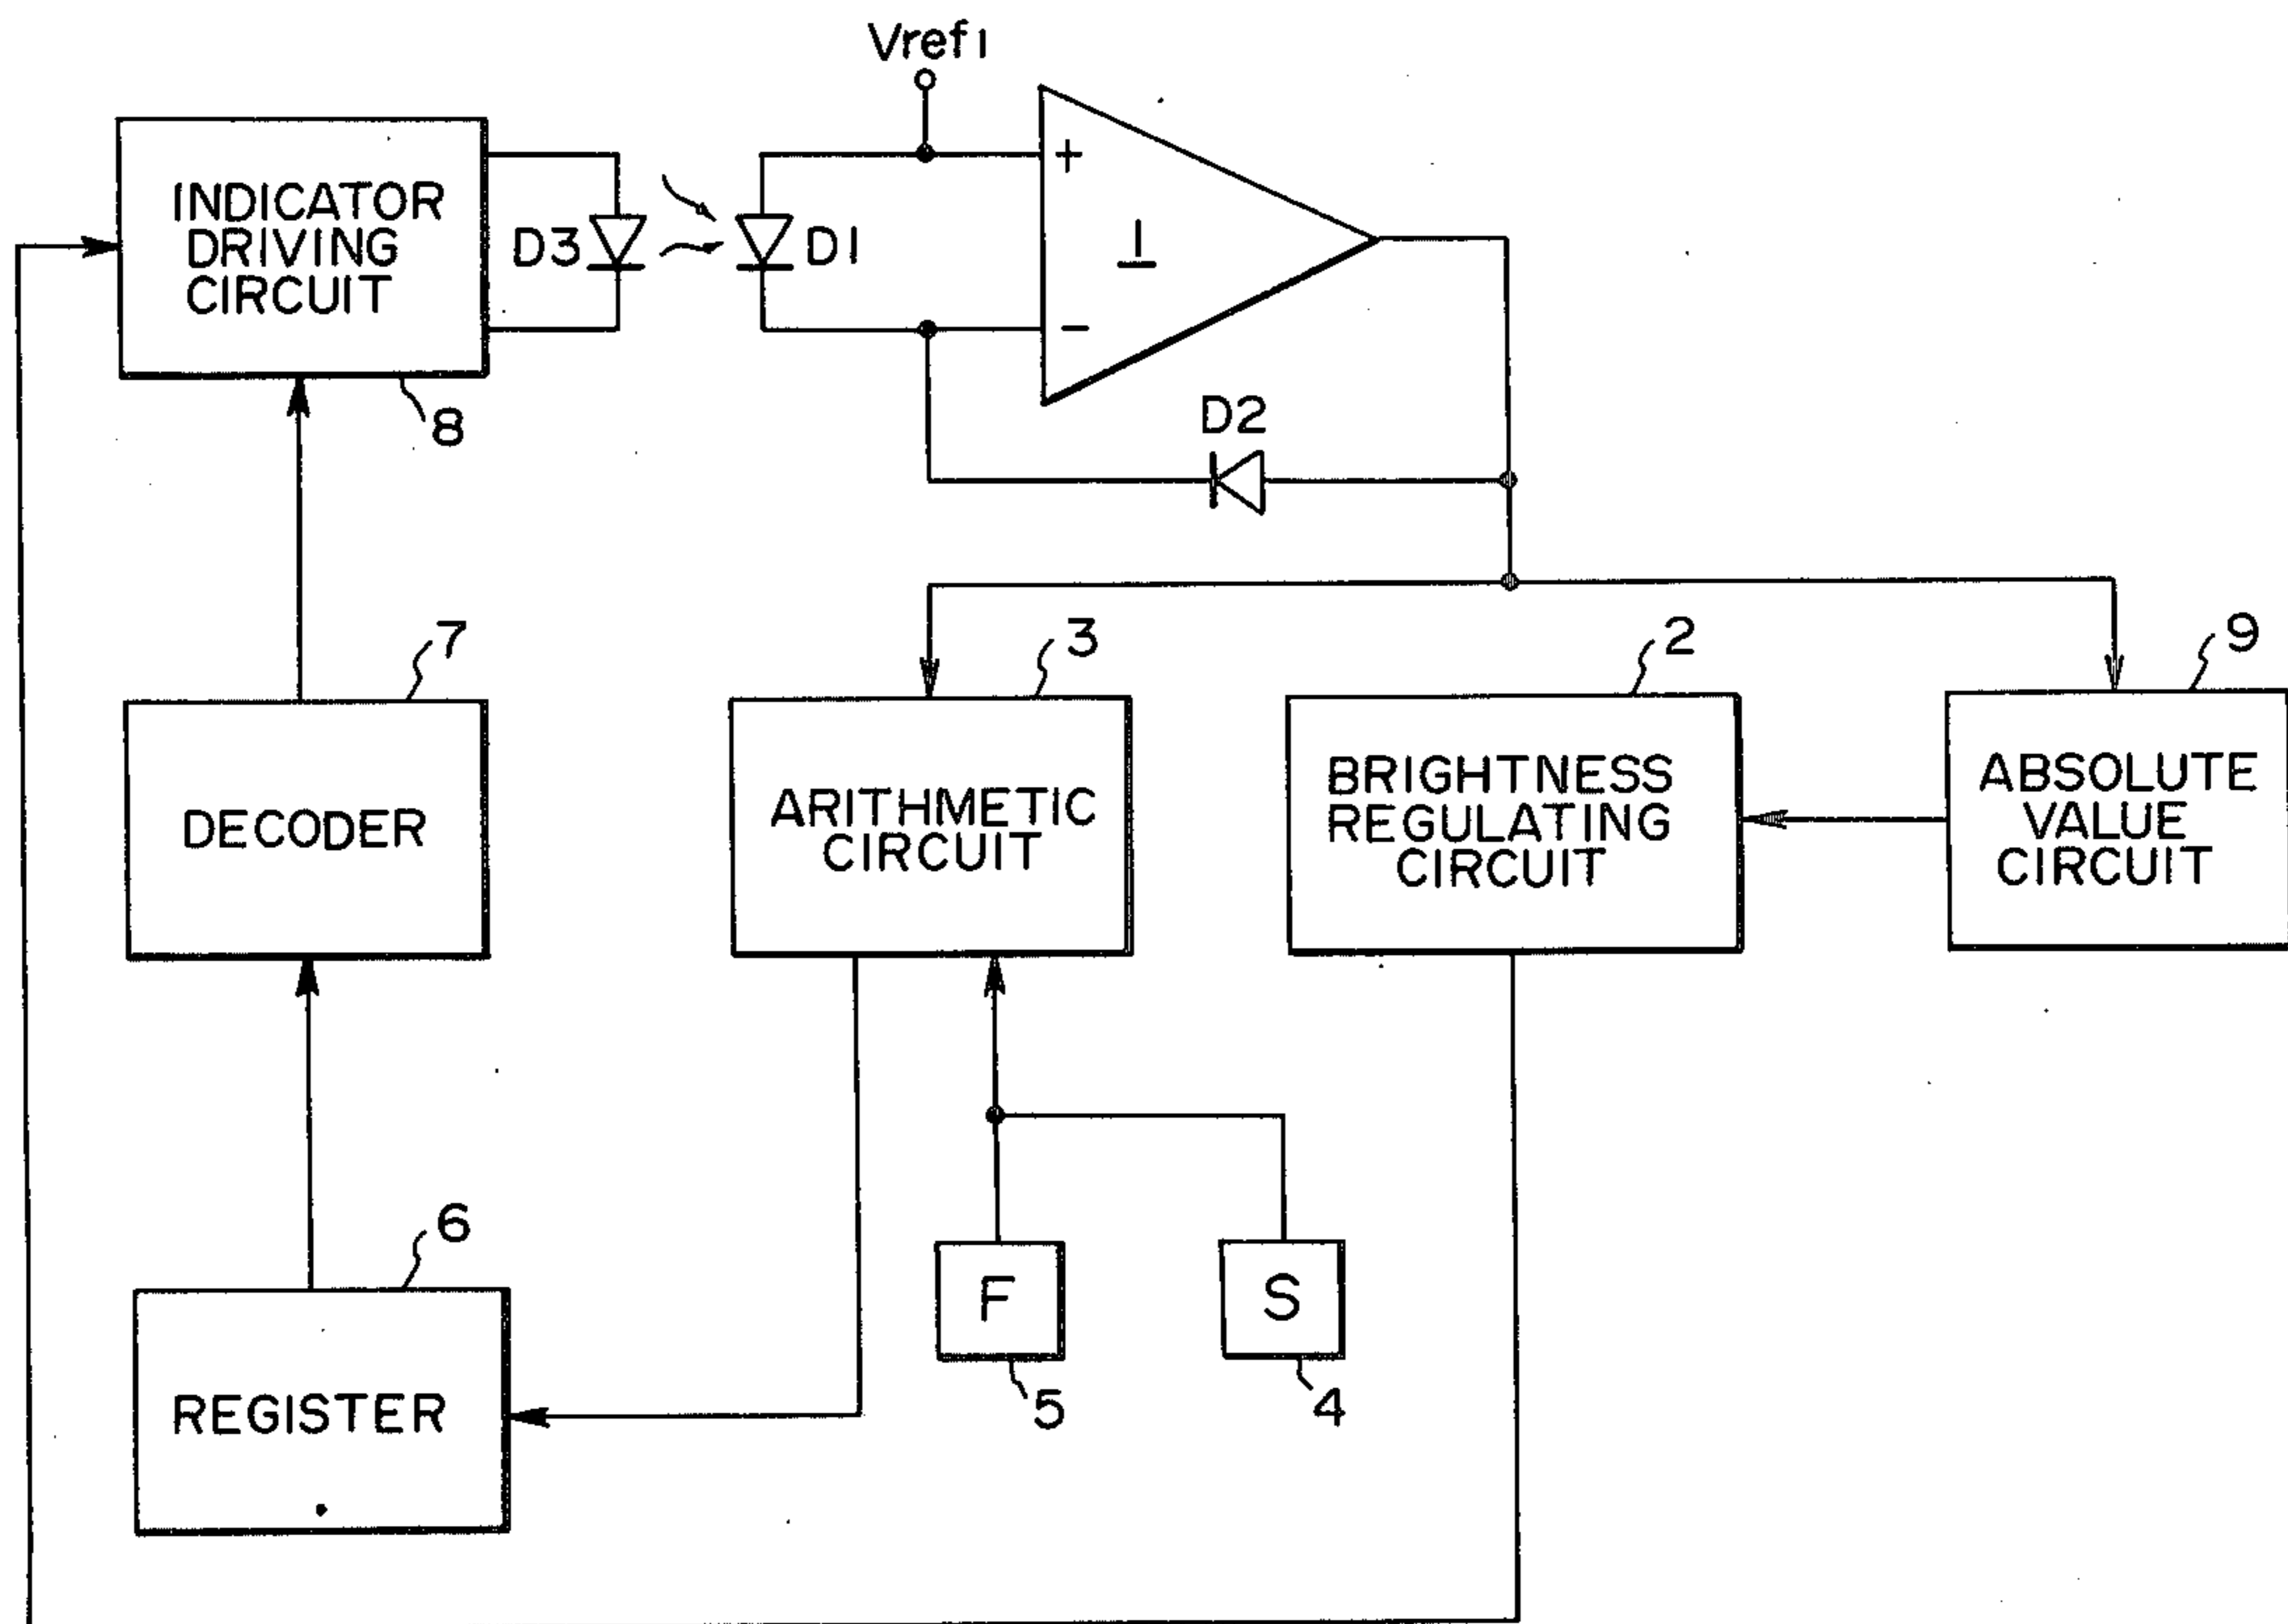 Vref1
INDICATOR
DRIVING
CIRCUIT
8
D3
D1
+
1
−
D2
7
DECODER
3
ARITHMETIC
CIRCUIT
2
BRIGHTNESS
REGULATING
CIRCUIT
9
ABSOLUTE
VALUE
CIRCUIT
6
REGISTER
F
5
S
4